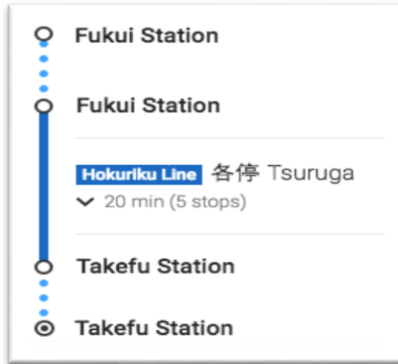 Fukui Station
Fukui Station
Hokuriku Line 各停 Tsuruga
20 min (5 stops)
Takefu Station
Takefu Station